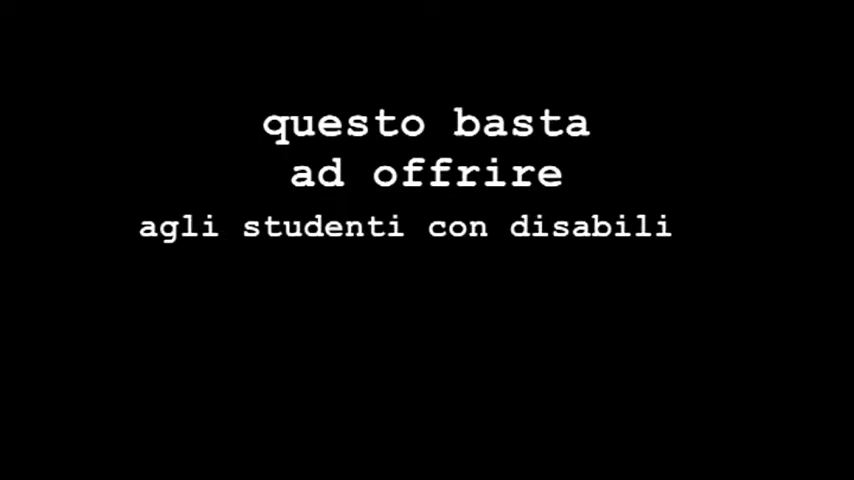 questo basta
ad offrire
agli studenti con disabili